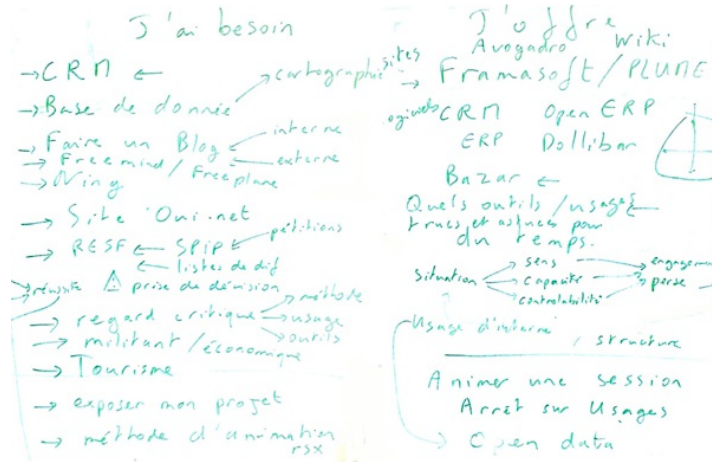 J'ai besoin
→ CRM ←
→ Base de donnée → cartographie
→ Faire un Blog ← interne
← externe
→ Freemind / Freeplane
→ Ning
→ Site Oui.net
→ RESF ← SPIP ← pétitions
← listes de dif
→ réussite ⚠ prise de décision
→ regard critique → méthode
→ usage
→ outils
→ militant / économique
→ Tourisme
→ exposer mon projet
→ méthode d'animation
rsx
J'offre
Avogadro Wiki
sites → Framasoft / PLUME
logiciels CRM Open ERP
ERP Dollibar
Bazar ←
Quels outils / usages ←
trucs et astuces pour
du temps.
Situation → sens → engagement
→ capacité → perse
→ contrôlabilité
Usage d'interne
/ structure
Animer une session
Arrêt sur Usages
→ Open data